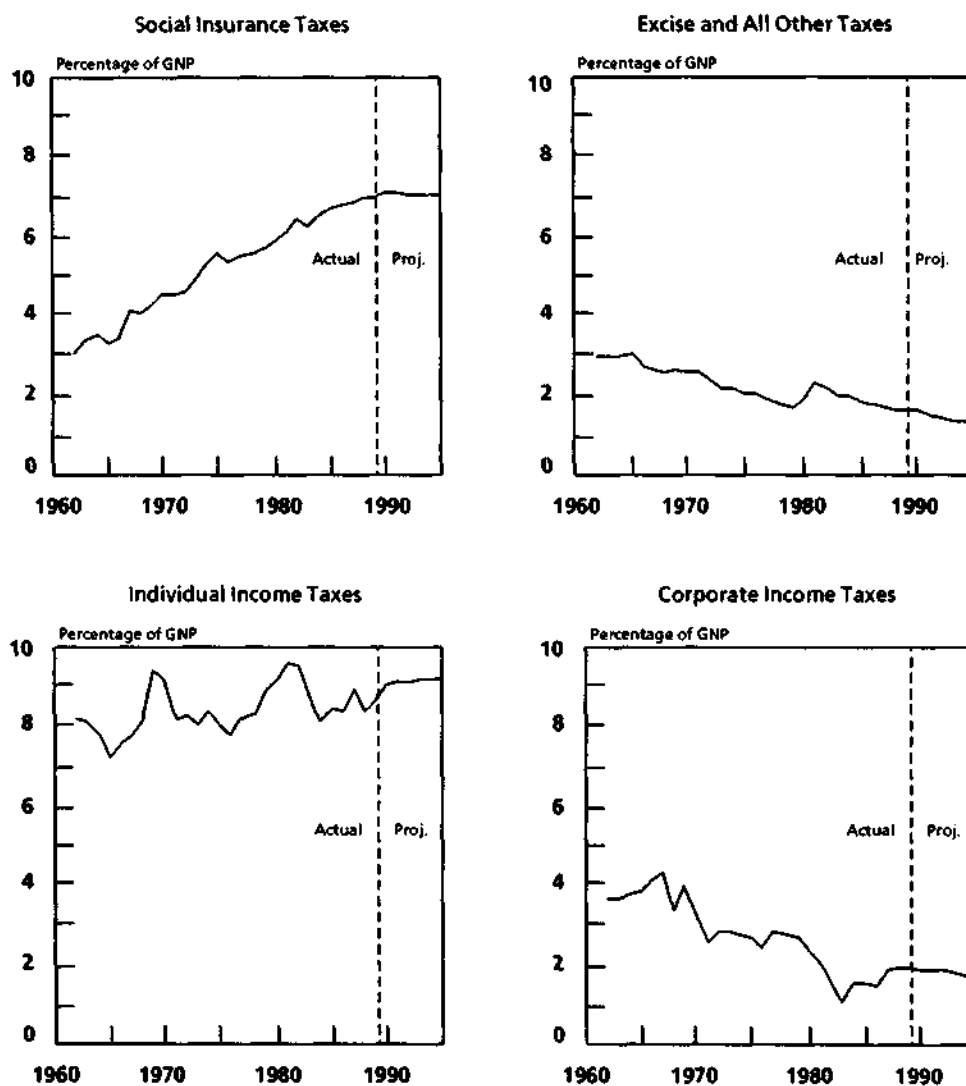 Social Insurance Taxes
Percentage of GNP
10
8
6
4
2
0
Actual
Proj.
1960 1970 1980 1990
Excise and All Other Taxes
Percentage of GNP
10
8
6
4
2
0
Actual
Proj.
1960 1970 1980 1990
Individual Income Taxes
Percentage of GNP
10
8
6
4
2
0
Actual
Proj.
1960 1970 1980 1990
Corporate Income Taxes
Percentage of GNP
10
8
6
4
2
0
Actual
Proj.
1960 1970 1980 1990